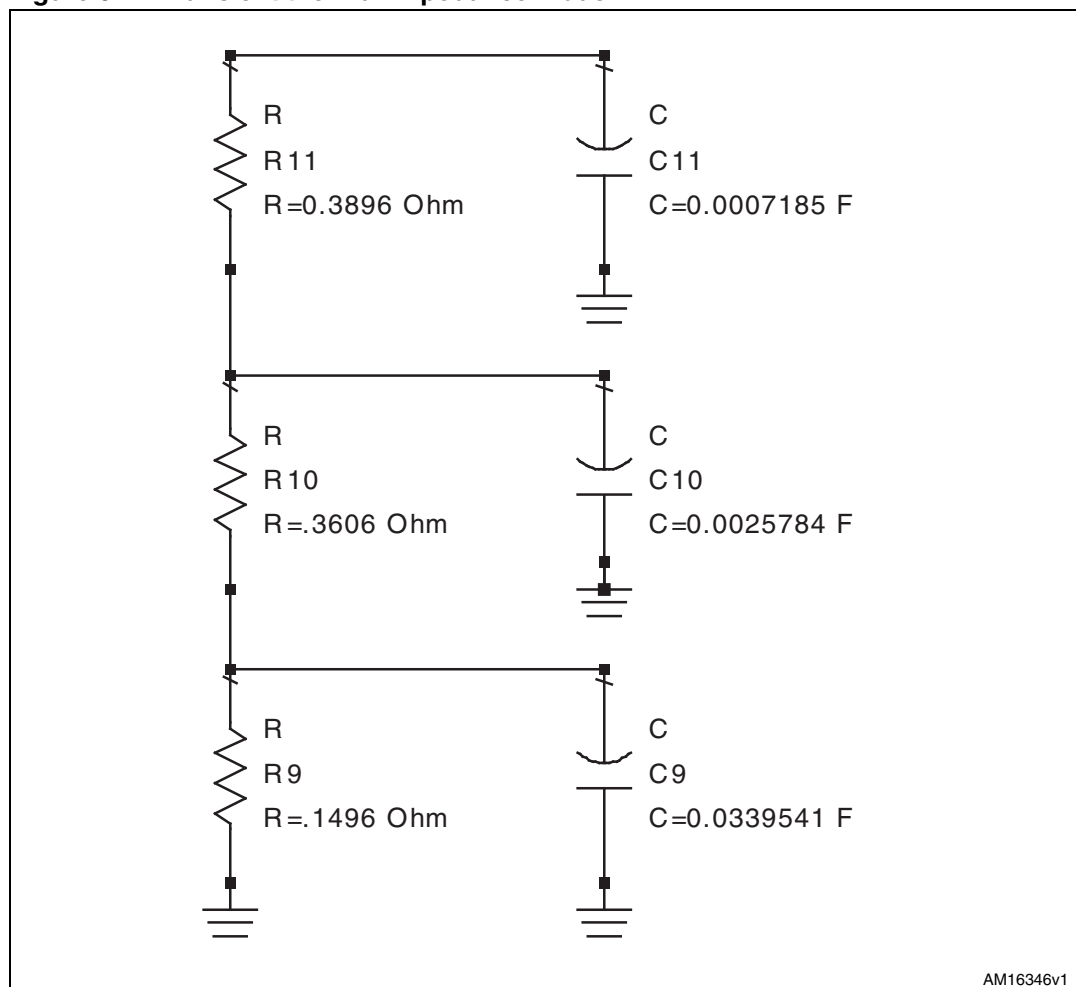 R
R11
R=0.3896 Ohm
C
C11
C=0.0007185 F
R
R10
R=.3606 Ohm
C
C10
C=0.0025784 F
R
R9
R=.1496 Ohm
C
C9
C=0.0339541 F
AM16346v1